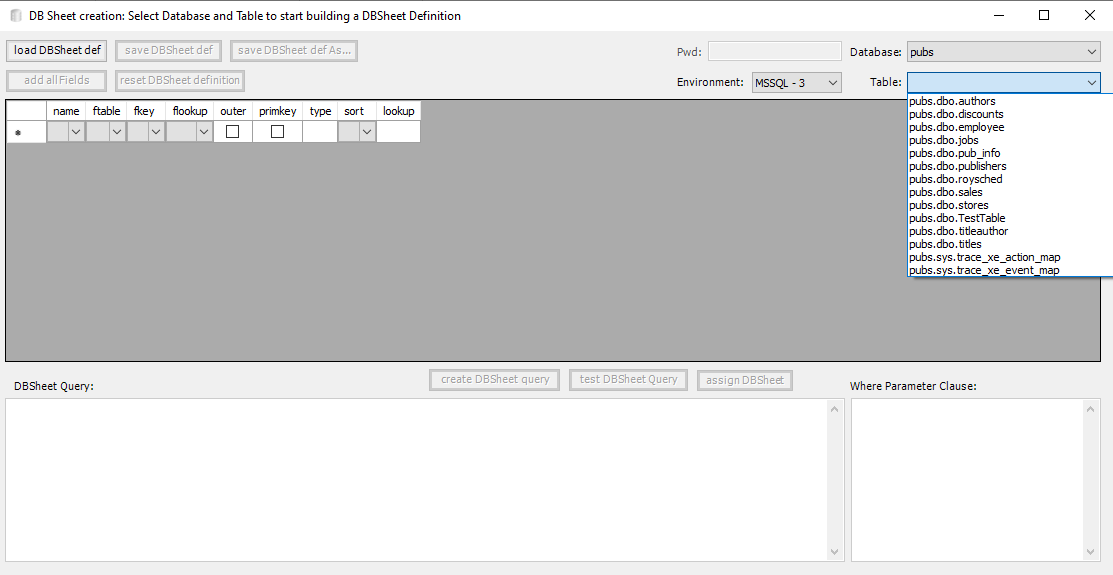 DB Sheet creation: Select Database and Table to start building a DBSheet Definition
load DBSheet def save DBSheet def save DBSheet def As... Pwd: Database: pubs
add all Fields reset DBSheet definition Environment: MSSQL - 3 Table:
name ftable fkey flookup outer primkey type sort lookup
*
pubs.dbo.authors
pubs.dbo.discounts
pubs.dbo.employee
pubs.dbo.jobs
pubs.dbo.pub_info
pubs.dbo.publishers
pubs.dbo.roysched
pubs.dbo.sales
pubs.dbo.stores
pubs.dbo.TestTable
pubs.dbo.titleauthor
pubs.dbo.titles
pubs.sys.trace_xe_action_map
pubs.sys.trace_xe_event_map
DBSheet Query: create DBSheet query test DBSheet Query assign DBSheet Where Parameter Clause: